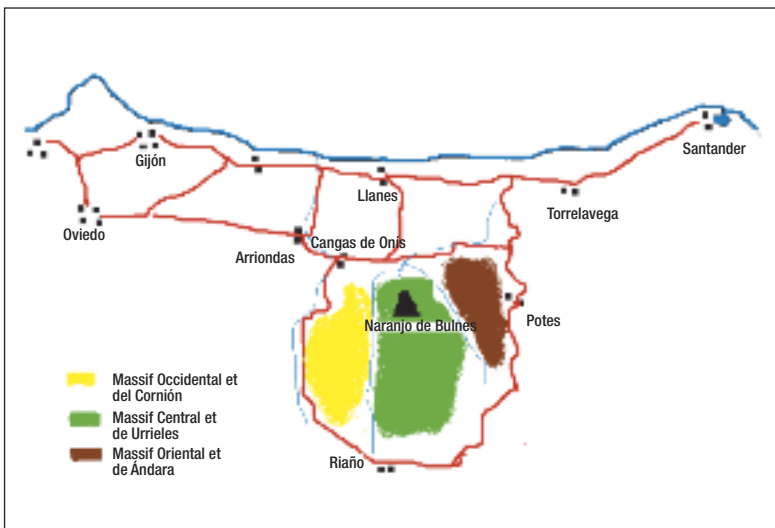 Santander
Gijón
Llanes
Torrelavega
Oviedo
Cangas de Onís
Arriondas
Potes
Naranjo de Bulnes
Massif Occidental et
del Cornión
Massif Central et
de Urrieles
Massif Oriental et
de Ándara
Riaño